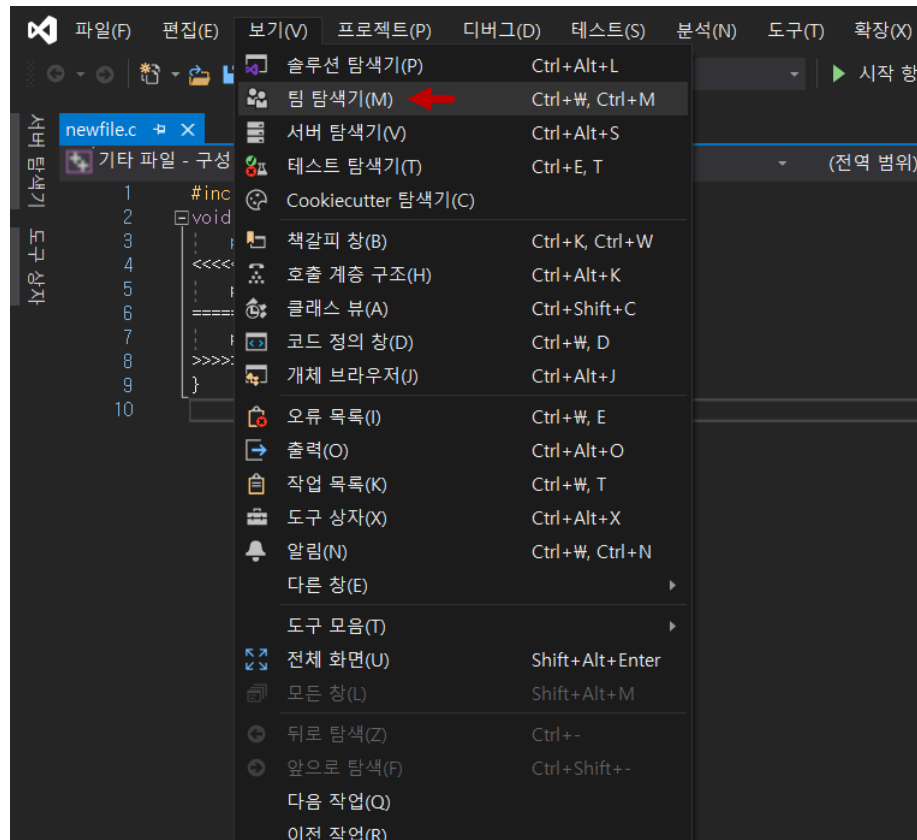 파일(F) 편집(E) 보기(V) 프로젝트(P) 디버그(D) 테스트(S) 분석(N) 도구(T) 확장(X)
시작 항
서버 탐색기
도구 상자
newfile.c
기타 파일 - 구성
(전역 범위)
1 #inc
2 void
3
4 <<<<
5
6 ====
7
8 >>>>
9 }
10
솔루션 탐색기(P) Ctrl+Alt+L
팀 탐색기(M) Ctrl+₩, Ctrl+M
서버 탐색기(V) Ctrl+Alt+S
테스트 탐색기(T) Ctrl+E, T
Cookiecutter 탐색기(C)
책갈피 창(B) Ctrl+K, Ctrl+W
호출 계층 구조(H) Ctrl+Alt+K
클래스 뷰(A) Ctrl+Shift+C
코드 정의 창(D) Ctrl+₩, D
개체 브라우저(J) Ctrl+Alt+J
오류 목록(I) Ctrl+₩, E
출력(O) Ctrl+Alt+O
작업 목록(K) Ctrl+₩, T
도구 상자(X) Ctrl+Alt+X
알림(N) Ctrl+₩, Ctrl+N
다른 창(E)
도구 모음(T)
전체 화면(U) Shift+Alt+Enter
모든 창(L) Shift+Alt+M
뒤로 탐색(Z) Ctrl+-
앞으로 탐색(F) Ctrl+Shift+-
다음 작업(Q)
이전 작업(R)